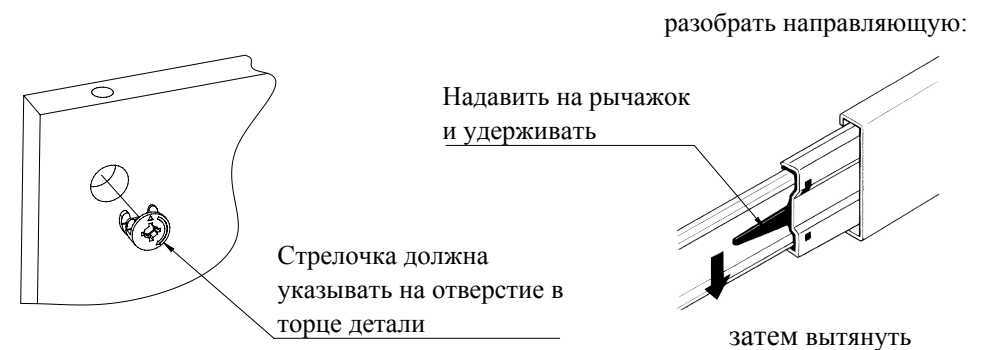 разобрать направляющую:
Надавить на рычажок
и удерживать
Стрелочка должна
указывать на отверстие в
торце детали
затем вытянуть